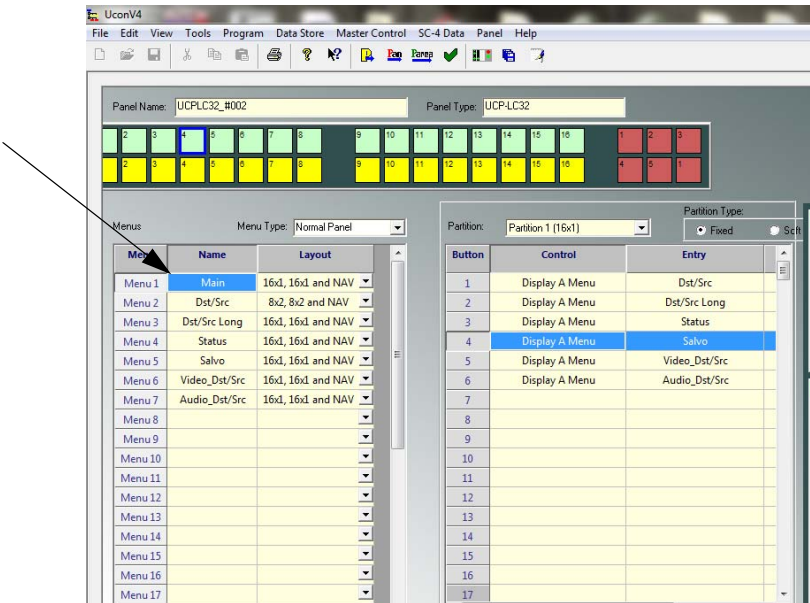 UconV4
File Edit View Tools Program Data Store Master Control SC-4 Data Panel Help
Pan Parms
Panel Name: UCPLC32_#002 Panel Type: UCP-LC32
2 3 4 5 6 7 8 9 10 11 12 13 14 15 16 1 2 3
2 3 4 5 6 7 8 9 10 11 12 13 14 15 16 4 5 1
Partition Type:
Menus Menu Type: Normal Panel Partition: Partition 1 (16x1) Fixed Soft
Men Name Layout Button Control Entry
Menu 1 Main 16x1, 16x1 and NAV 1 Display A Menu Dst/Src
Menu 2 Dst/Src 8x2, 8x2 and NAV 2 Display A Menu Dst/Src Long
Menu 3 Dst/Src Long 16x1, 16x1 and NAV 3 Display A Menu Status
Menu 4 Status 16x1, 16x1 and NAV 4 Display A Menu Salvo
Menu 5 Salvo 16x1, 16x1 and NAV 5 Display A Menu Video_Dst/Src
Menu 6 Video_Dst/Src 16x1, 16x1 and NAV 6 Display A Menu Audio_Dst/Src
Menu 7 Audio_Dst/Src 16x1, 16x1 and NAV 7
Menu 8 8
Menu 9 9
Menu 10 10
Menu 11 11
Menu 12 12
Menu 13 13
Menu 14 14
Menu 15 15
Menu 16 16
Menu 17 17